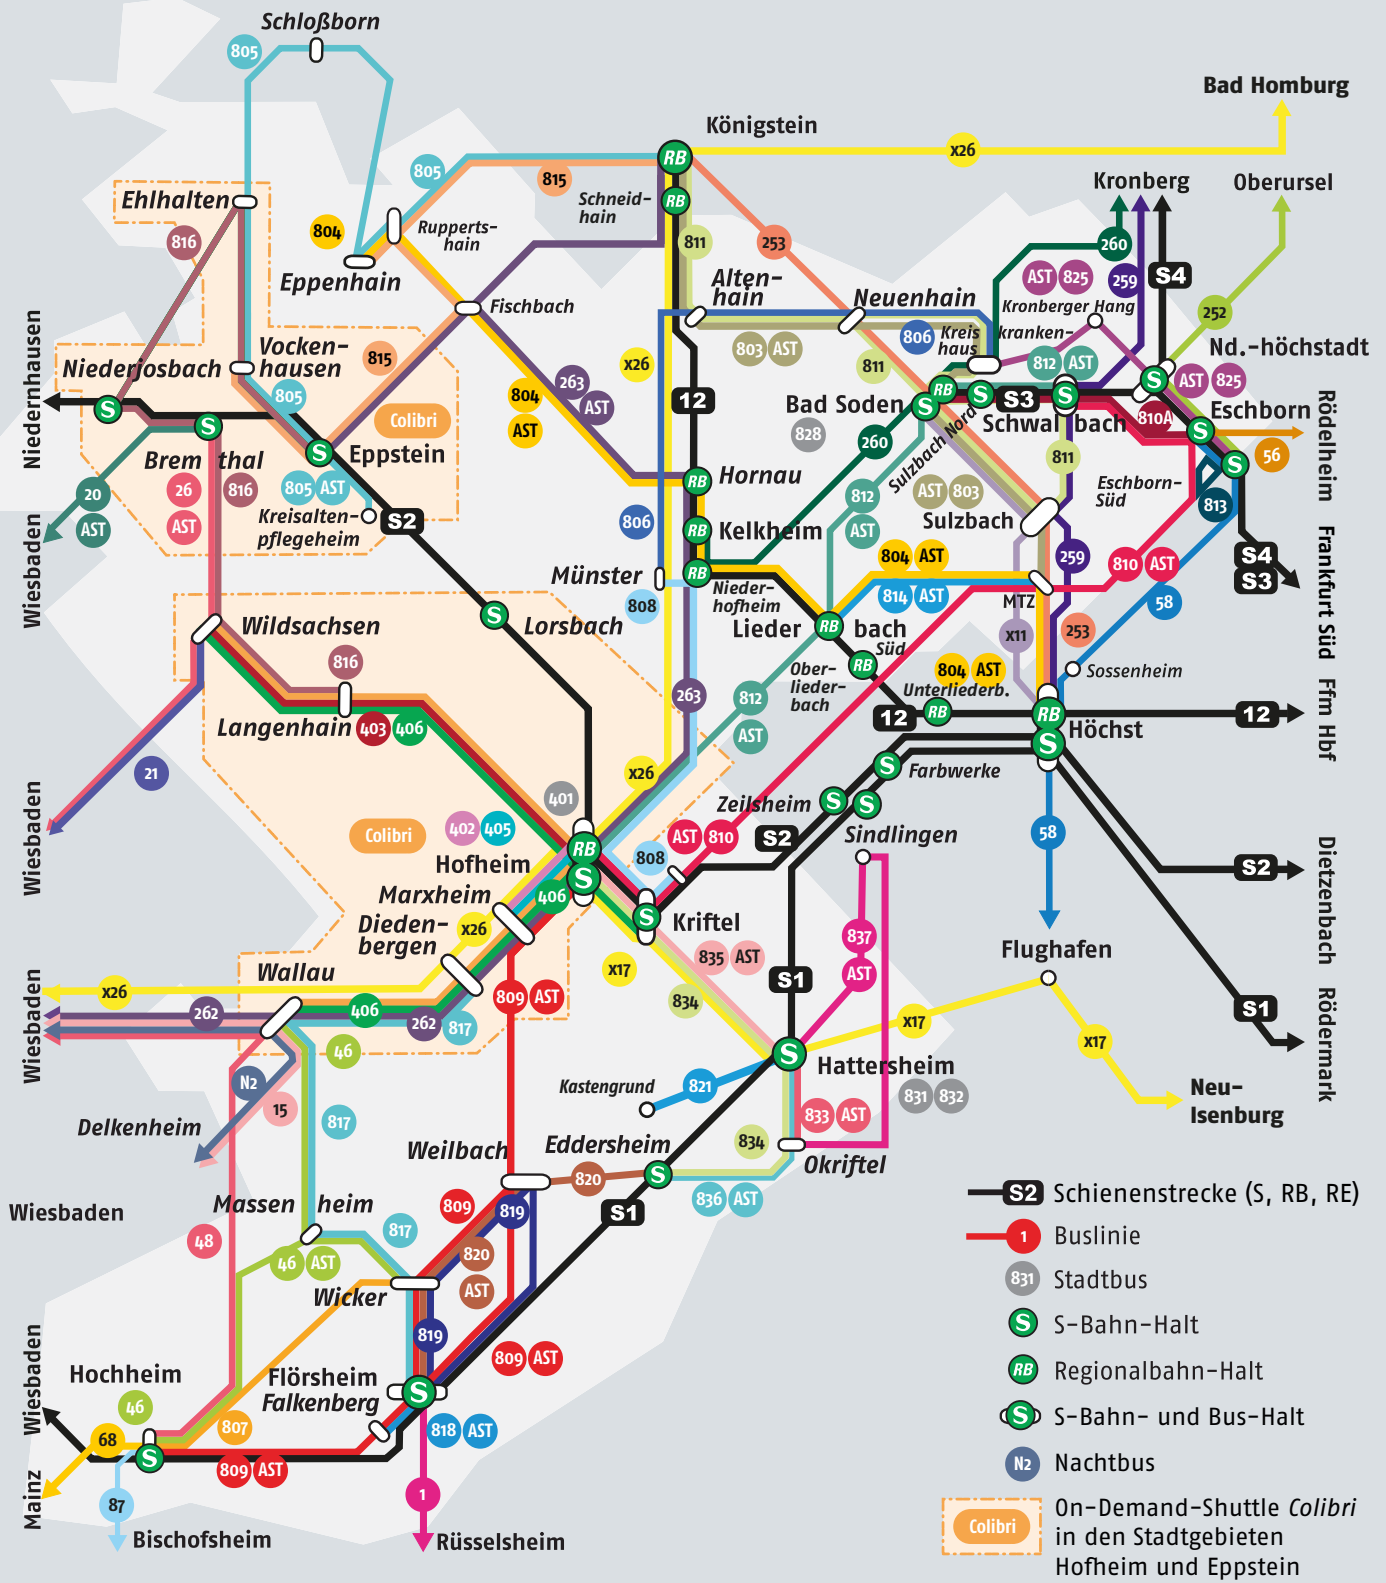 Schloßborn
805
Bad Homburg
Königstein
RB
x26
805
815
Kronberg
Oberursel
Ehlhalten
Schneid-
hain
RB
804
Rupperts-
hain
816
811
253
260
Eppenhain
AST 825
259
S4
Alten-
hain
Neuenhain
Fischbach
Kronberger Hang
252
Niedernhausen
Vocken-
hausen
815
x26
803 AST
806
Kreis
haus
kranken-
812 AST
Nd.-höchstadt
Niederjosbach
811
S
AST 825
805
804
AST
263
AST
12
RB
S
S3
S
Rödelheim
Colibri
Bad Soden
S
Schwalbach
810A
Eschborn
S
S
S
828
260
Sulzbach Nord
56
Bremthal
S
Eppstein
811
S
26
816
805 AST
Hornau
RB
812
AST
AST 803
Eschborn-
Süd
813
20
AST
AST
Kreisalten-
pflegeheim
S2
806
Sulzbach
Wiesbaden
RB
Kelkheim
804 AST
259
810 AST
S4
S3
Frankfurt Süd
Münster
RB
Nieder-
hofheim
814 AST
MTZ
58
808
S
Lorsbach
Liederbach
RB
Süd
x11
253
Wildsachsen
816
RB
Ober-
lieder-
bach
804 AST
Unterliederb.
Sossenheim
263
812
AST
Langenhain
403 406
12
RB
RB
Höchst
12
Ffm Hbf
S
21
x26
S
Farbwerke
401
Zeilsheim
S
S
Wiesbaden
Colibri
402 405
AST 810
S2
Sindlingen
58
Hofheim
RB
808
S2
Dietzenbach
Marxheim
406
S
Dieden-
bergen
x26
S
Kriftel
837
AST
Flughafen
835 AST
x17
Wallau
S1
x26
809 AST
834
S1
Rödermark
Wiesbaden
262
406
262
817
x17
x17
46
S
Hattersheim
N2
15
Kastengrund
821
831 832
Neu-
Isenburg
817
833 AST
Delkenheim
Weilbach
Eddersheim
834
Okriftel
820
S
836 AST
Massenheim
809
819
S1
Wiesbaden
817
S2 Schienenstrecke (S, RB, RE)
48
46 AST
820
AST
1 Buslinie
831 Stadtbus
Wicker
819
S S-Bahn-Halt
809 AST
RB Regionalbahn-Halt
Wiesbaden
Hochheim
Flörsheim
Falkenberg
S
S S-Bahn- und Bus-Halt
46
807
818 AST
68
S
N2 Nachtbus
809 AST
Mainz
87
1
Colibri
On-Demand-Shuttle Colibri
in den Stadtgebieten
Hofheim und Eppstein
Bischofsheim
Rüsselsheim